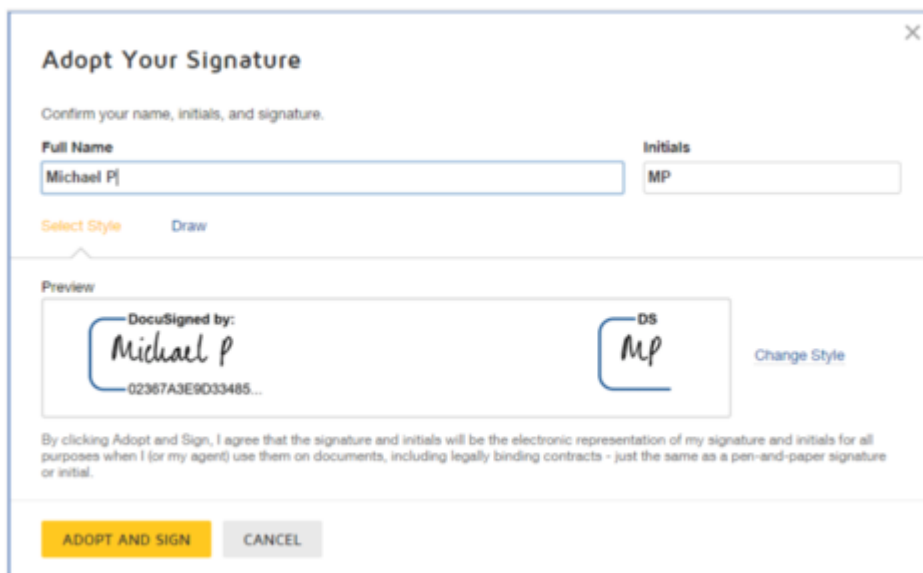 Adopt Your Signature
Confirm your name, initials, and signature.
Full Name Initials
Michael P MP
Select Style Draw
Preview
DocuSigned by: DS
Michael P MP
02367A3E9D33485...
Change Style
By clicking Adopt and Sign, I agree that the signature and initials will be the electronic representation of my signature and initials for all
purposes when I (or my agent) use them on documents, including legally binding contracts - just the same as a pen-and-paper signature
or initial.
ADOPT AND SIGN CANCEL